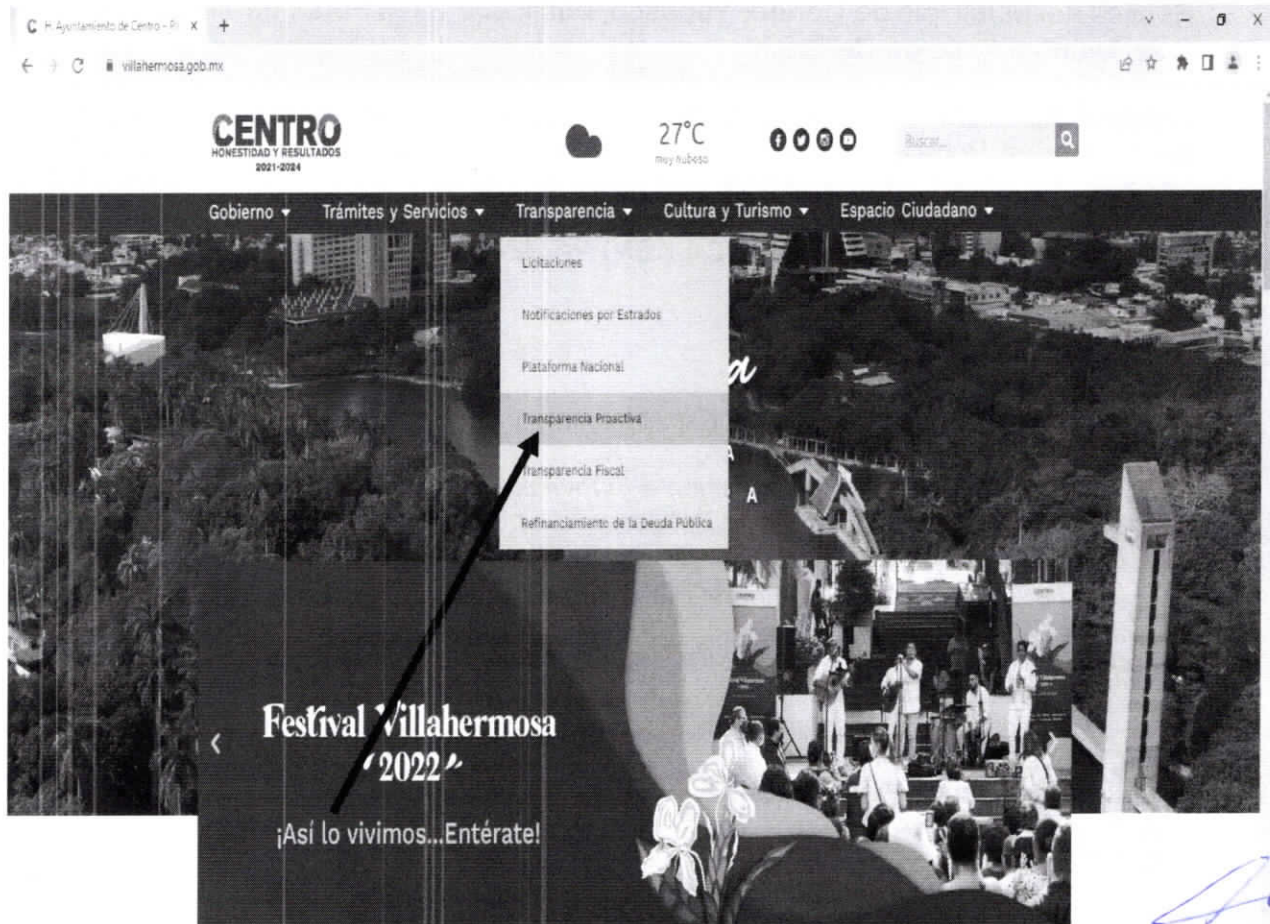 H. Ayuntamiento de Centro
villahermosa.gob.mx
CENTRO
HONESTIDAD Y RESULTADOS
2021-2024
27°C
muy nuboso
Buscar...
Gobierno Trámites y Servicios Transparencia Cultura y Turismo Espacio Ciudadano
Licitaciones
Notificaciones por Estrados
Plataforma Nacional
Transparencia Proactiva
Transparencia Fiscal
Refinanciamiento de la Deuda Pública
Festival Villahermosa
2022
¡Así lo vivimos...Entérate!